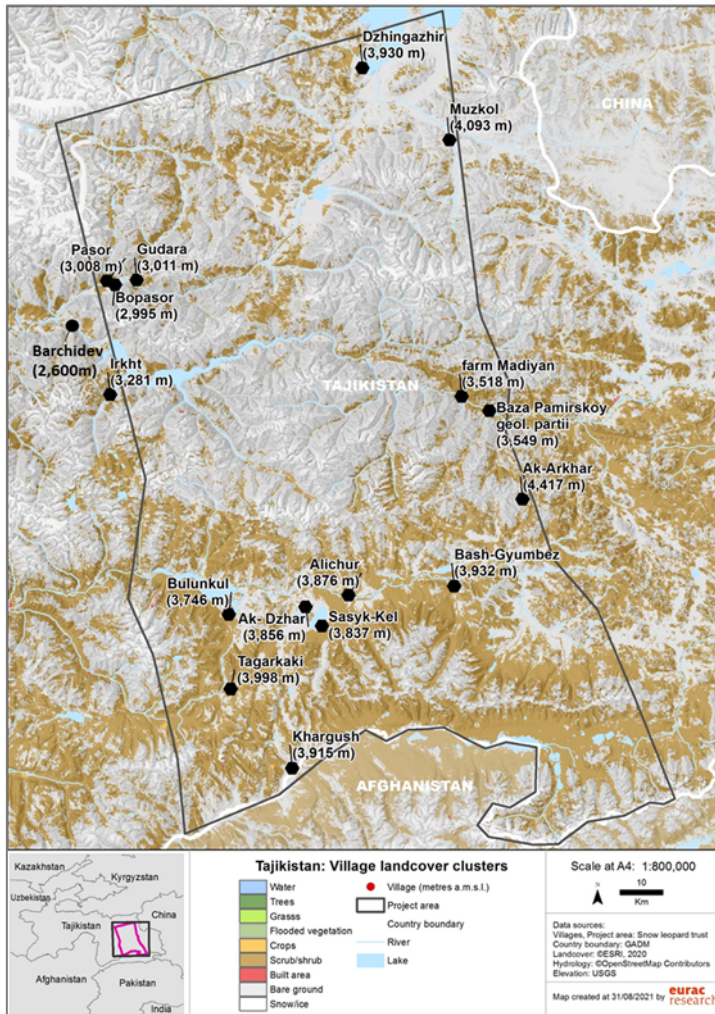 Dzhingazhir
(3,930 m)
CHINA
Muzkol
(4,093 m)
Pasor
(3,008 m)
Gudara
(3,011 m)
Bopasor
(2,995 m)
Barchidev
(2,600m)
Irkht
(3,281 m)
TAJIKISTAN
farm Madiyan
(3,518 m)
Baza Pamirskoy
geol. partii
(3,549 m)
Ak-Arkhar
(4,417 m)
Bash-Gyumbez
(3,932 m)
Alichur
(3,876 m)
Bulunkul
(3,746 m)
Ak- Dzhar
(3,856 m)
Sasyk-Kel
(3,837 m)
Tagarkaki
(3,998 m)
Khargush
(3,915 m)
AFGHANISTAN
Kazakhstan
Kyrgyzstan
Uzbekistan
China
Tajikistan
Afghanistan
Pakistan
India
Tajikistan: Village landcover clusters
Water
Trees
Grasss
Flooded vegetation
Crops
Scrub/shrub
Built area
Bare ground
Snow/ice
Village (metres a.m.s.l.)
Project area
Country boundary
River
Lake
Scale at A4: 1:800,000
N
10
Km
Data sources:
Villages, Project area: Snow leopard trust
Country boundary: GADM
Landcover: ©ESRI, 2020
Hydrology: ©OpenStreetMap Contributors
Elevation: USGS
Map created at 31/08/2021 by eurac
research